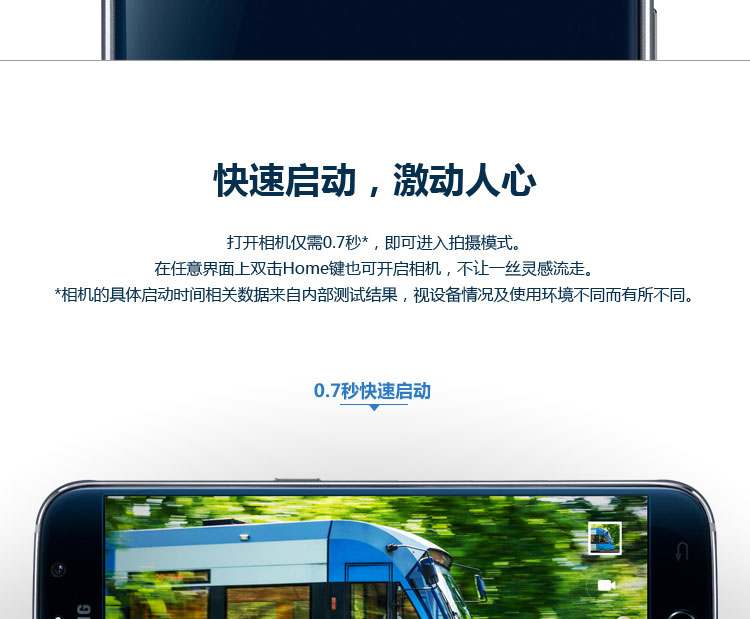 快速启动，激动人心
打开相机仅需0.7秒*，即可进入拍摄模式。
在任意界面上双击Home键也可开启相机，不让一丝灵感流走。
*相机的具体启动时间相关数据来自内部测试结果，视设备情况及使用环境不同而有所不同。
0.7秒快速启动